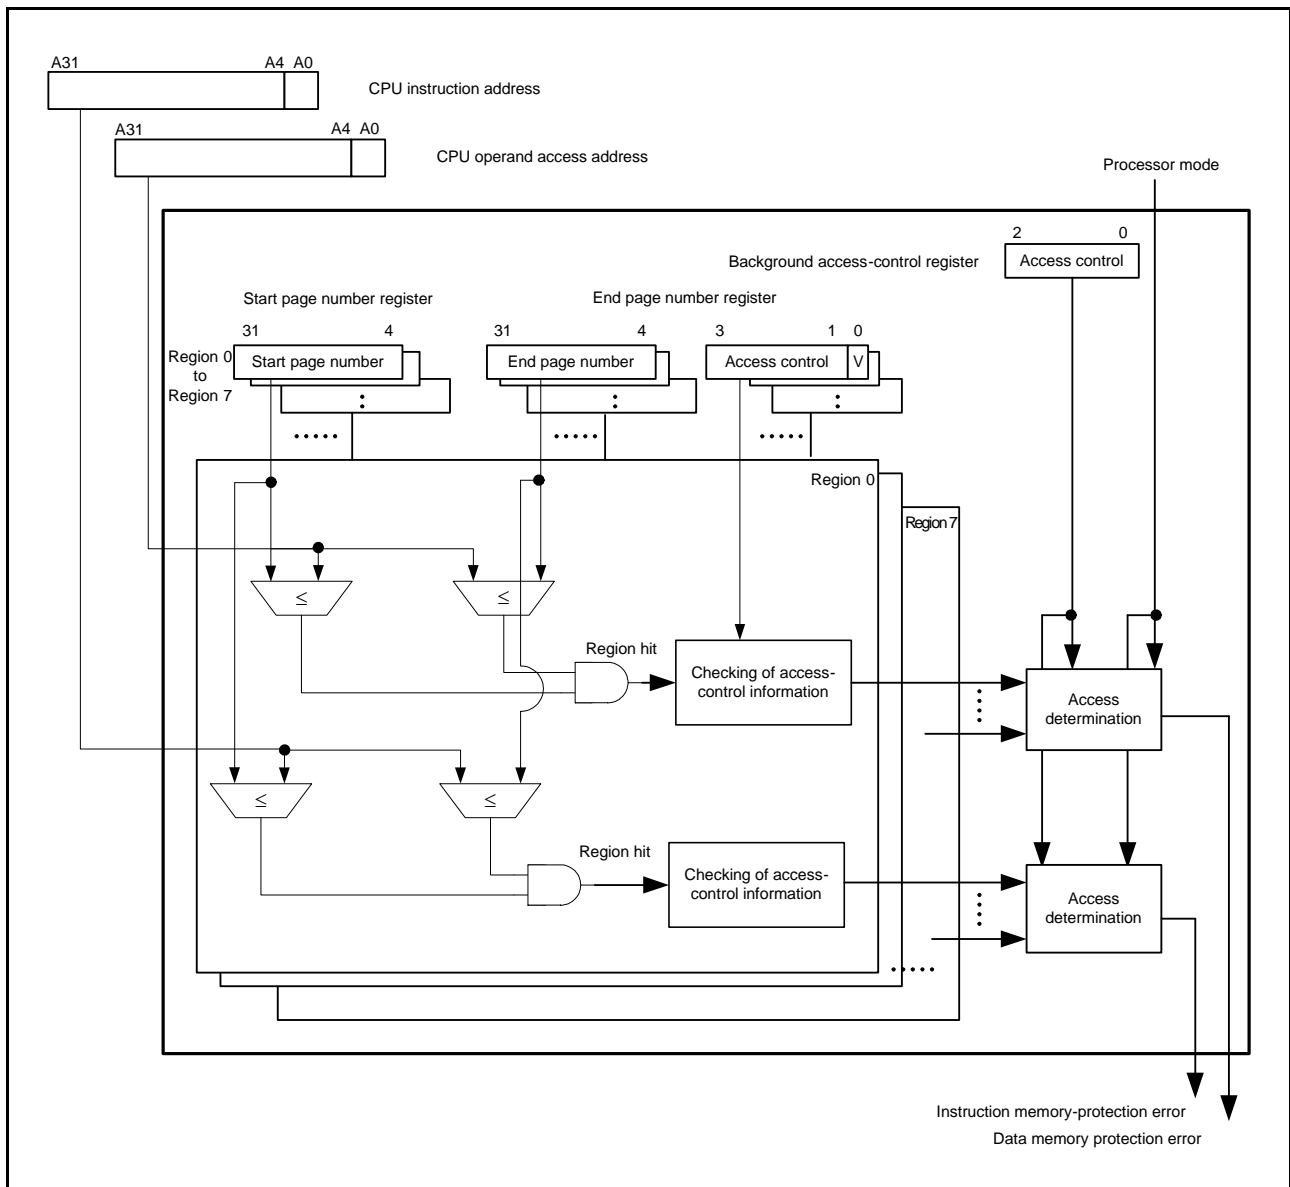 A31 A4 A0
CPU instruction address
A31 A4 A0
CPU operand access address
Processor mode
2 0
Background access-control register
Access control
Start page number register
End page number register
31 4
31 4
3 1 0
Region 0
to
Region 7
Start page number
End page number
Access control
V
:
:
:
.....
.....
.....
Region 0
Region 7
≤
≤
Region hit
Checking of access-
control information
Access
determination
≤
≤
Region hit
Checking of access-
control information
Access
determination
.....
Instruction memory-protection error
Data memory protection error